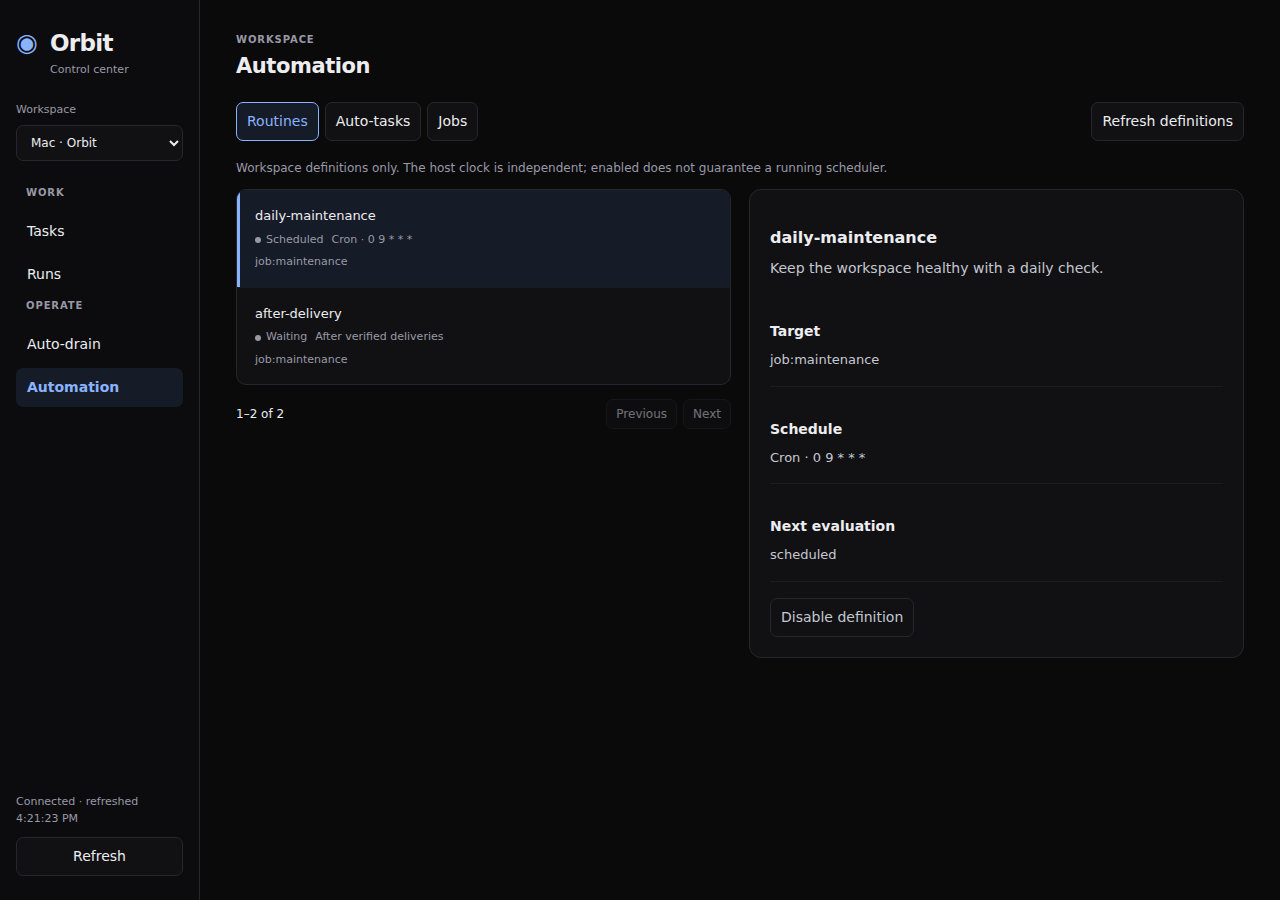 Orbit
Control center
Workspace
Mac · Orbit
WORK
Tasks
Runs
OPERATE
Auto-drain
Automation
Connected · refreshed
4:21:23 PM
Refresh
WORKSPACE
Automation
Routines
Auto-tasks
Jobs
Refresh definitions
Workspace definitions only. The host clock is independent; enabled does not guarantee a running scheduler.
daily-maintenance
Scheduled Cron · 0 9 * * *
job:maintenance
after-delivery
Waiting After verified deliveries
job:maintenance
1–2 of 2
Previous
Next
daily-maintenance
Keep the workspace healthy with a daily check.
Target
job:maintenance
Schedule
Cron · 0 9 * * *
Next evaluation
scheduled
Disable definition